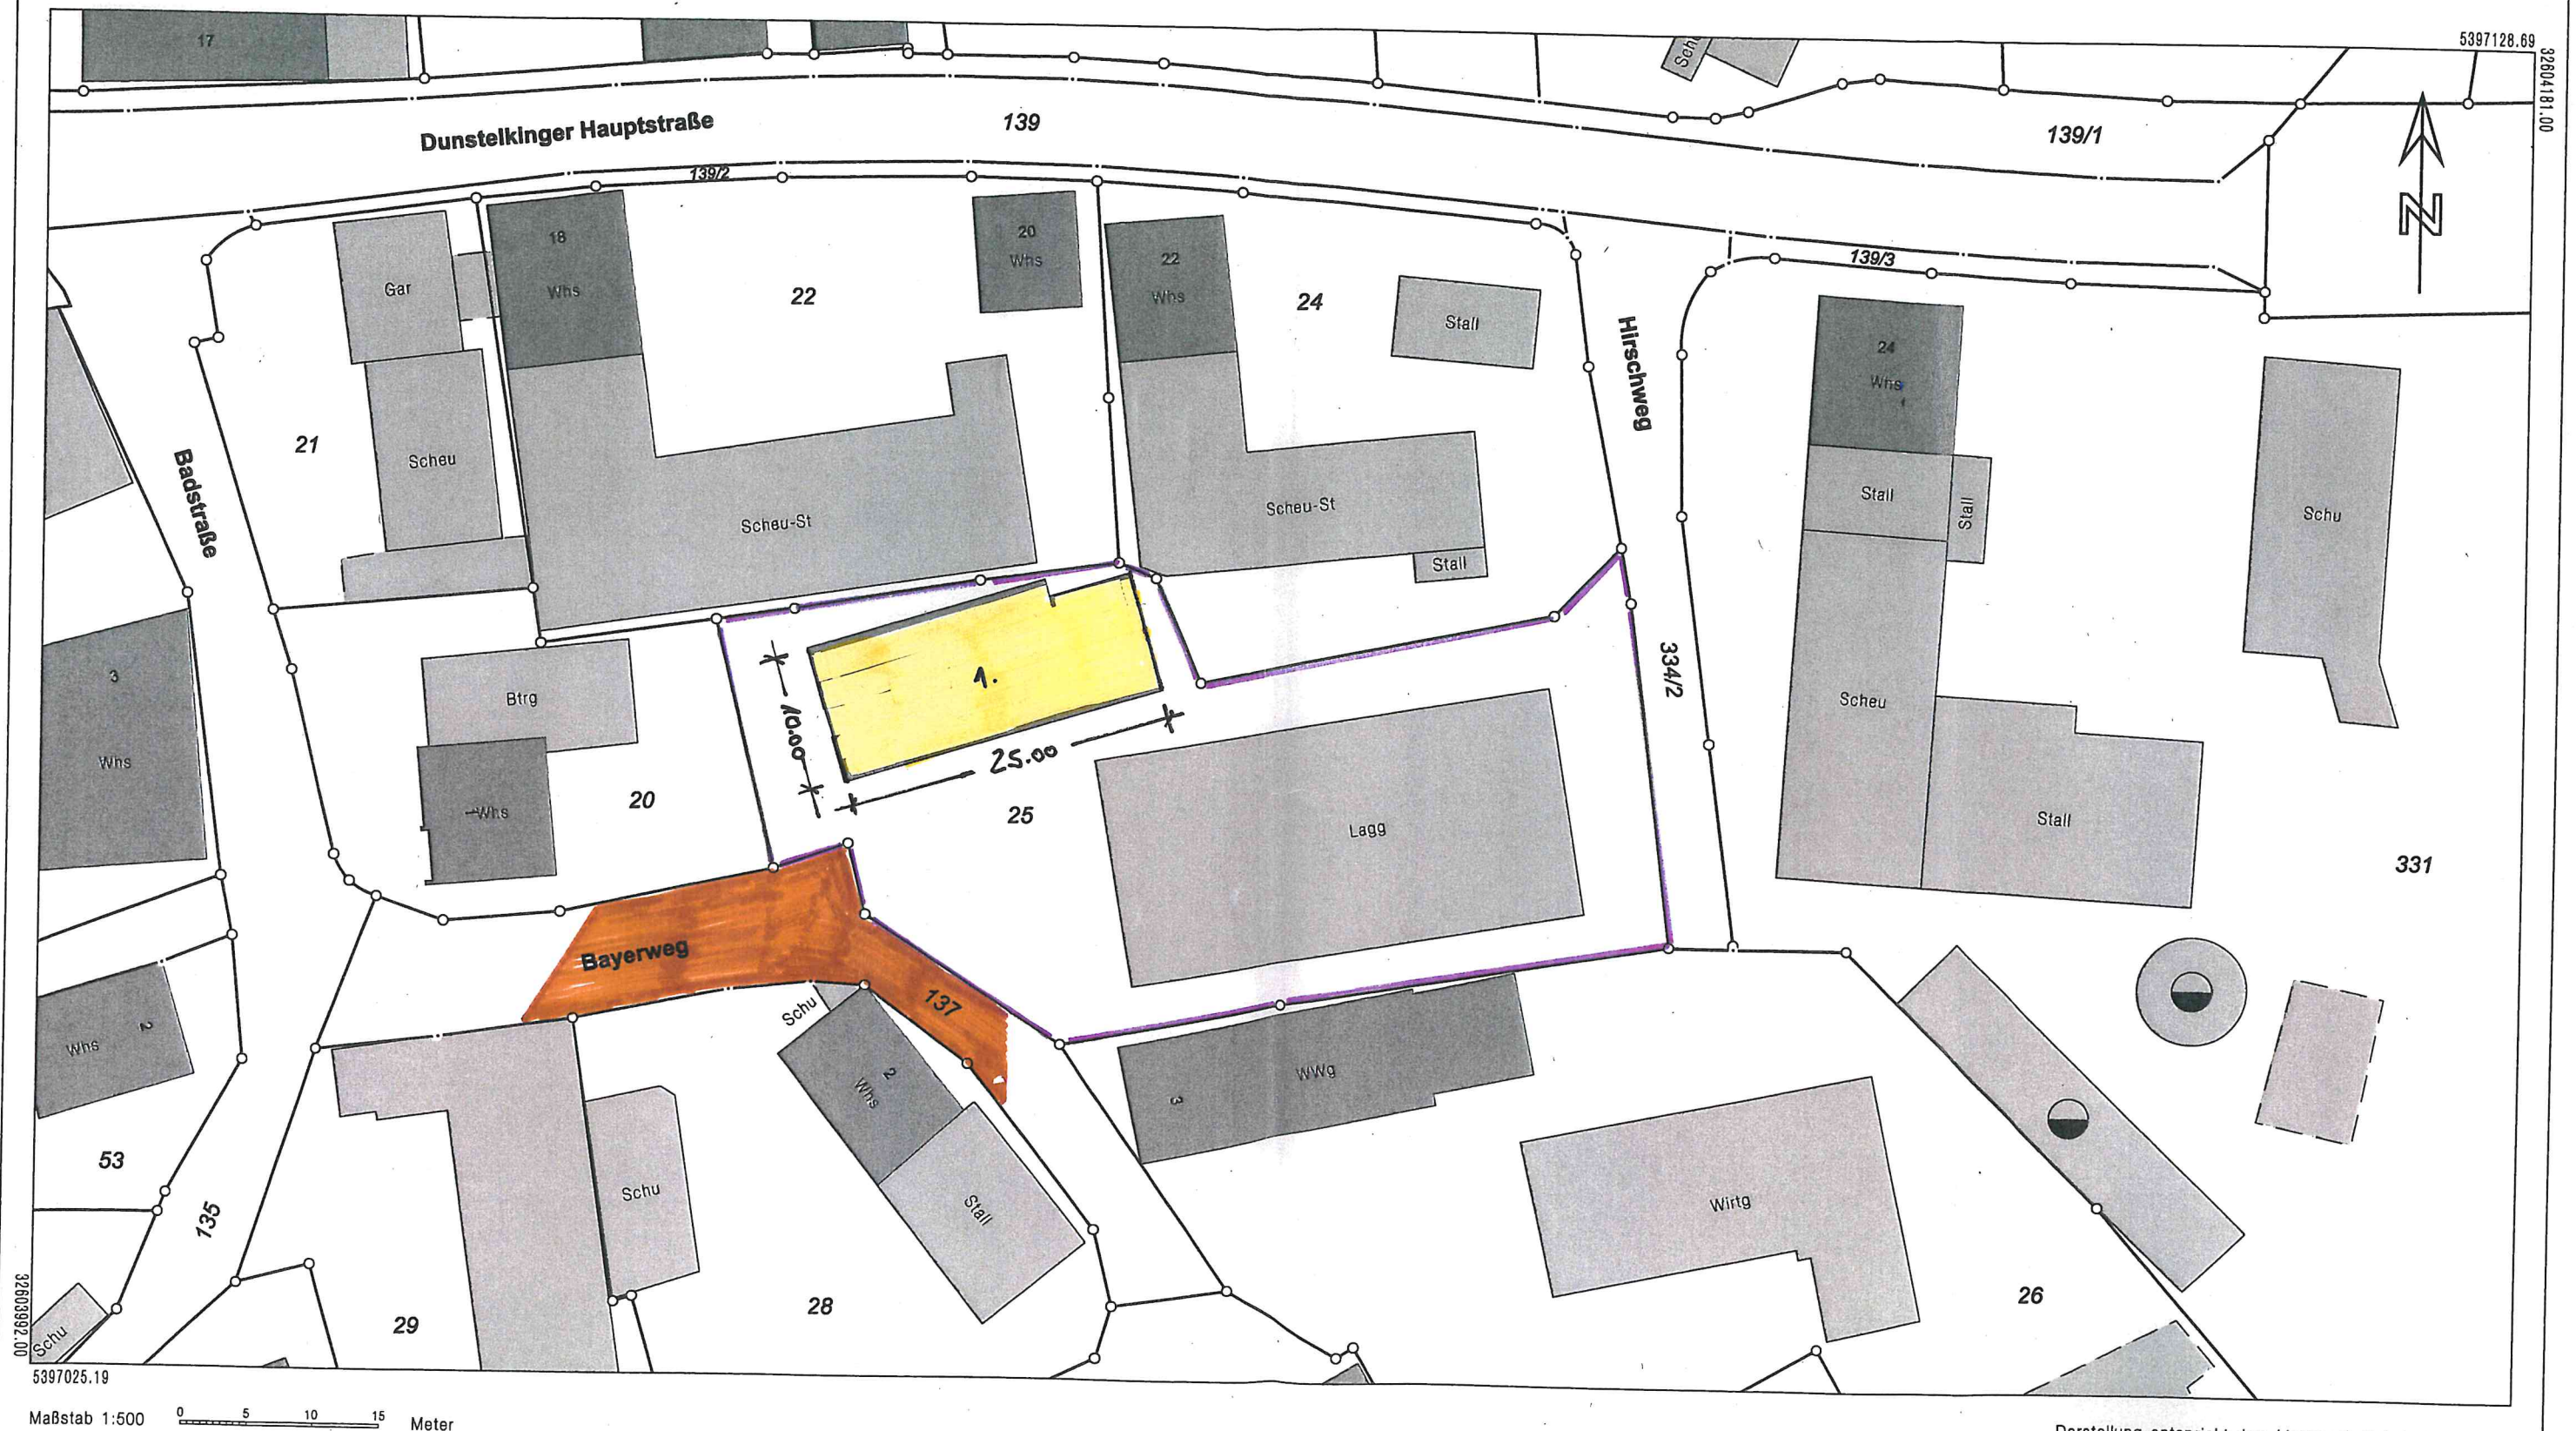 17
Sche
5397128.69
32604181.00
Dunstelkinger Hauptstraße
139
139/1
139/2
N
18
Whs
22
20
Whs
22
Whs
24
Stall
Hirschweg
139/3
Gar
24
Whs
21
Scheu
Badstraße
Scheu-St
Scheu-St
Stall
Stall
Stall
Schu
334/2
3
Whs
Btrg
1.
10.00
25.00
Scheu
Whs
20
25
Lagg
Stall
331
Bayerweg
137
Schu
2
Whs
2
Whs
3
WWg
53
135
Schu
Stall
Wirtg
29
28
26
Schu
32603992.00
5397025.19
Maßstab 1:500
0 5 10 15 Meter